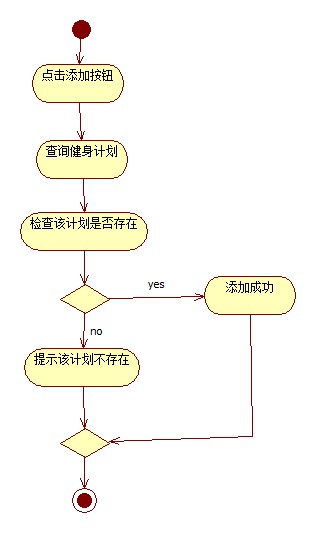 点击添加按钮
查询健身计划
检查该计划是否存在
yes
添加成功
no
提示该计划不存在